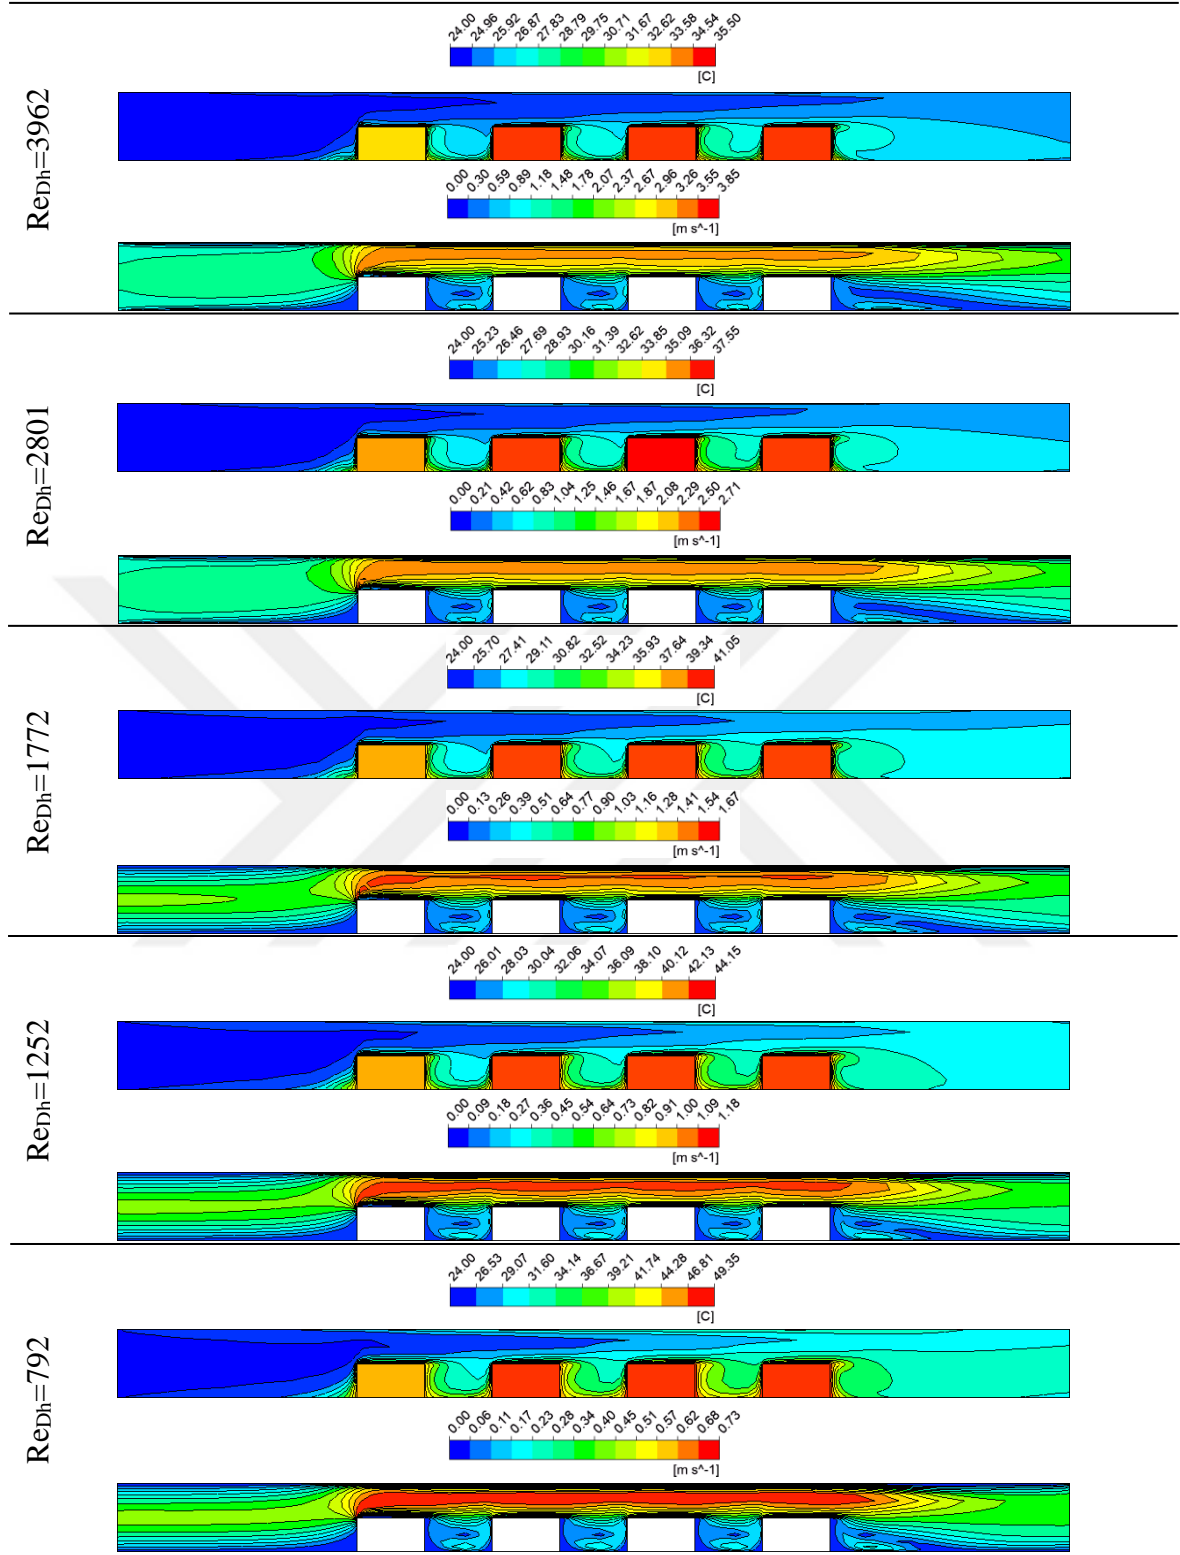 24.00 24.96 25.92 26.87 27.83 28.79 29.75 30.71 31.67 32.62 33.58 34.54 35.50
[C]
ReDh=3962
0.00 0.30 0.59 0.89 1.18 1.48 1.78 2.07 2.37 2.67 2.96 3.26 3.55 3.85
[m s^-1]
24.00 25.23 26.46 27.69 28.93 30.16 31.39 32.62 33.85 35.09 36.32 37.55
[C]
ReDh=2801
0.00 0.21 0.42 0.62 0.83 1.04 1.25 1.46 1.67 1.87 2.08 2.29 2.50 2.71
[m s^-1]
24.00 25.70 27.41 29.11 30.82 32.52 34.23 35.93 37.64 39.34 41.05
[C]
ReDh=1772
0.00 0.13 0.26 0.39 0.51 0.64 0.77 0.90 1.03 1.16 1.28 1.41 1.54 1.67
[m s^-1]
24.00 26.01 28.03 30.04 32.06 34.07 36.09 38.10 40.12 42.13 44.15
[C]
ReDh=1252
0.00 0.09 0.18 0.27 0.36 0.45 0.54 0.64 0.73 0.82 0.91 1.00 1.09 1.18
[m s^-1]
24.00 26.53 29.07 31.60 34.14 36.67 39.21 41.74 44.28 46.81 49.35
[C]
ReDh=792
0.00 0.06 0.11 0.17 0.23 0.28 0.34 0.40 0.45 0.51 0.57 0.62 0.68 0.73
[m s^-1]